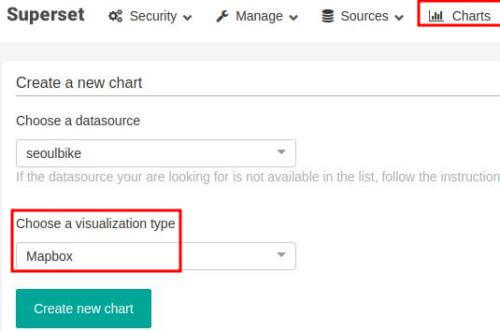 Superset Security Manage Sources Charts
Create a new chart
Choose a datasource
seoulbike
If the datasource your are looking for is not available in the list, follow the instruction
Choose a visualization type
Mapbox
Create new chart